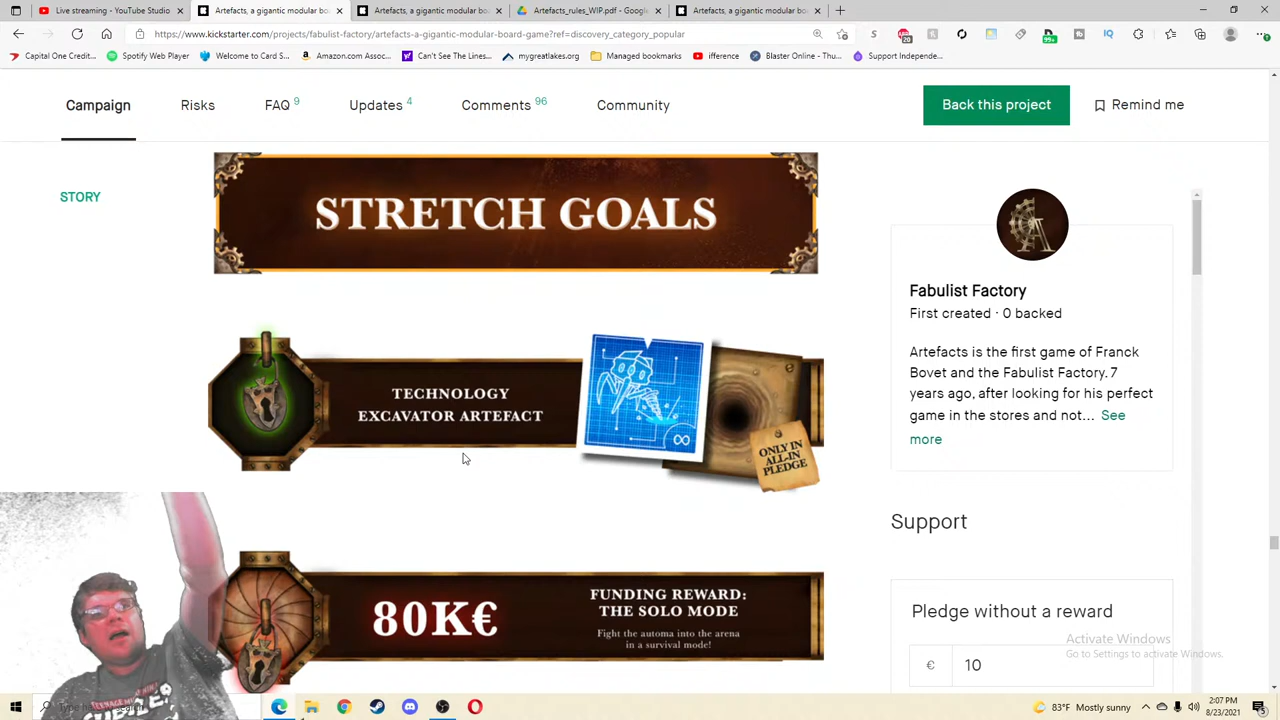 Live streaming - YouTube Studio
Artefacts, a gigantic modular bo
Artefacts, a gigantic modular bo
Artefacts_rules_WIP.pdf - Google
Artefacts, a gigantic modular bo
https://www.kickstarter.com/projects/fabulist-factory/artefacts-a-gigantic-modular-board-game?ref=discovery_category_popular
20
99+
IQ
Capital One Credit...
Spotify Web Player
Welcome to Card S...
Amazon.com Assoc...
Can't See The Lines...
mygreatlakes.org
Managed bookmarks
ifference
Blaster Online - Thu...
Support Independe...
Campaign
Risks
FAQ 9
Updates 4
Comments 96
Community
Back this project
Remind me
STORY
STRETCH GOALS
TECHNOLOGY
EXCAVATOR ARTEFACT
∞
ONLY IN
ALL-IN
PLEDGE
80K€
FUNDING REWARD:
THE SOLO MODE
Fight the automa into the arena
in a survival mode!
A
Fabulist Factory
First created · 0 backed
Artefacts is the first game of Franck
Bovet and the Fabulist Factory. 7
years ago, after looking for his perfect
game in the stores and not... See
more
Support
Pledge without a reward
€ 10
Activate Windows
Go to Settings to activate Windows.
83°F Mostly sunny
2:07 PM
8/23/2021